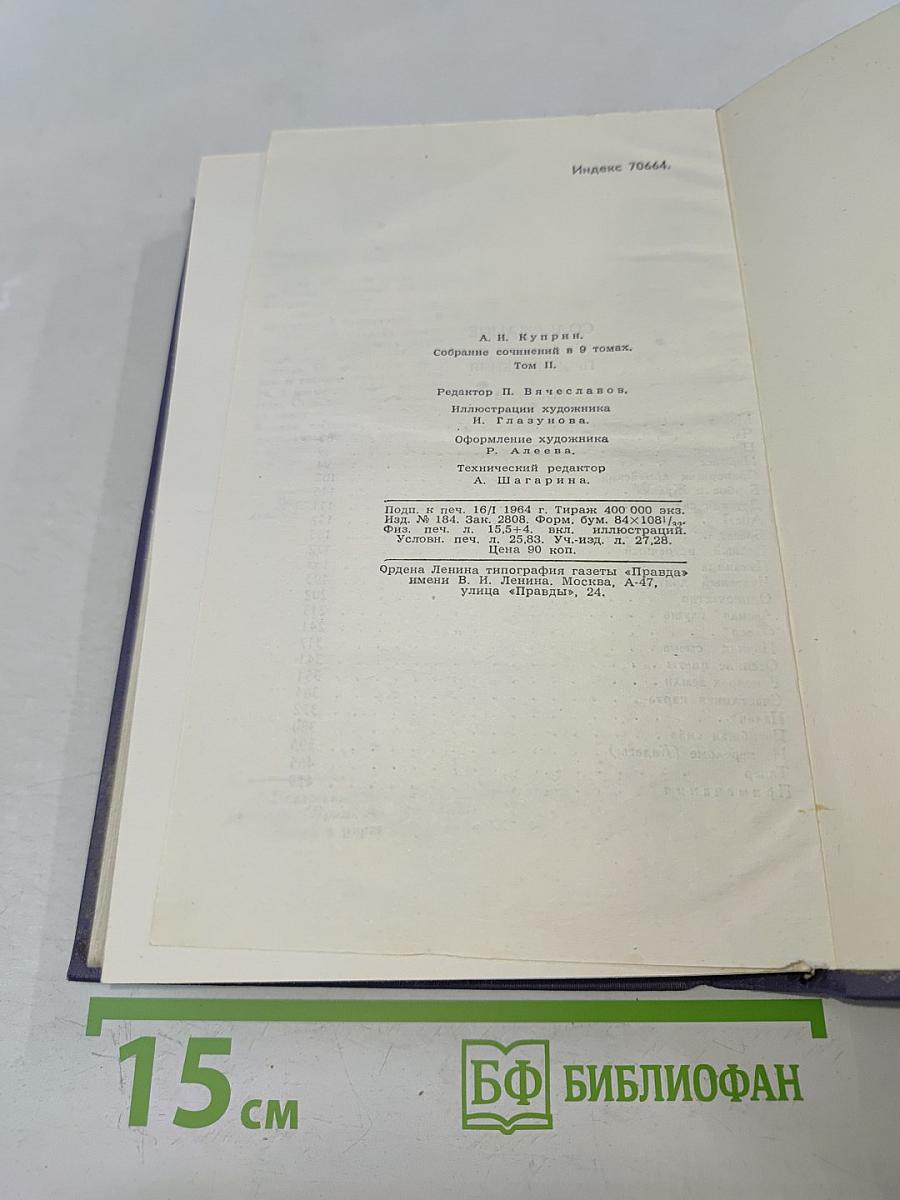 Индекс 70664.
А. И. Куприн.
Собрание сочинений в 9 томах.
Том II.
Редактор П. Вячеславов.
Иллюстрации художника
И. Глазунова.
Оформление художника
Р. Алеева.
Технический редактор
А. Шагарина.
Подп. к печ. 16/I 1964 г. Тираж 400 000 экз.
Изд. № 184. Зак. 2808. Форм. бум. 84×108¹/₃₂.
Физ. печ. л. 15,5+4. вкл. иллюстраций.
Условн. печ. л. 25,83. Уч.-изд. л. 27,28.
Цена 90 коп.
Ордена Ленина типография газеты «Правда»
имени В. И. Ленина. Москва, А-47,
улица «Правды», 24.
15 см
БФ БИБЛИОФАН